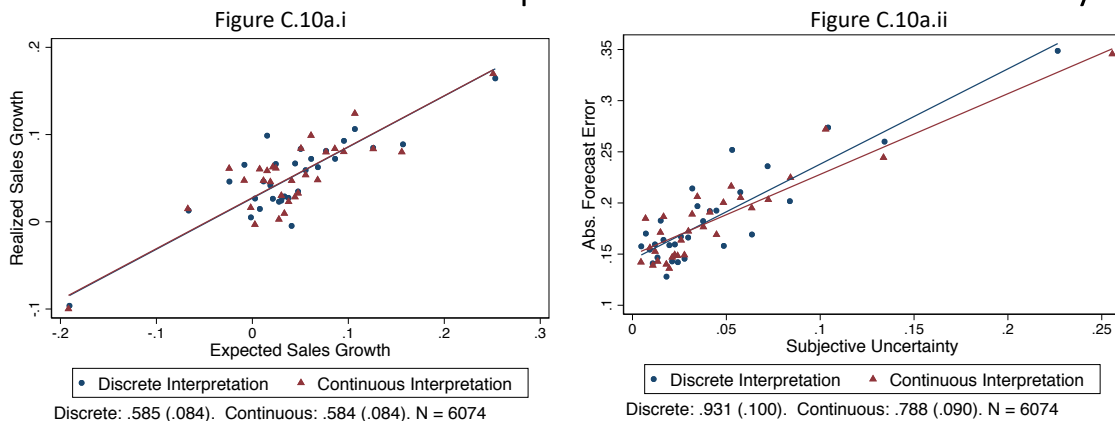 Figure C.10a.i
Realized Sales Growth
.2
.1
0
-.1
-.2
-.1
0
.1
.2
.3
Expected Sales Growth
Discrete Interpretation
Continuous Interpretation
Discrete: .585 (.084).  Continuous: .584 (.084). N = 6074
Figure C.10a.ii
Abs. Forecast Error
.35
.3
.25
.2
.15
.1
0
.05
.1
.15
.2
.25
Subjective Uncertainty
Discrete Interpretation
Continuous Interpretation
Discrete: .931 (.100).  Continuous: .788 (.090). N = 6074